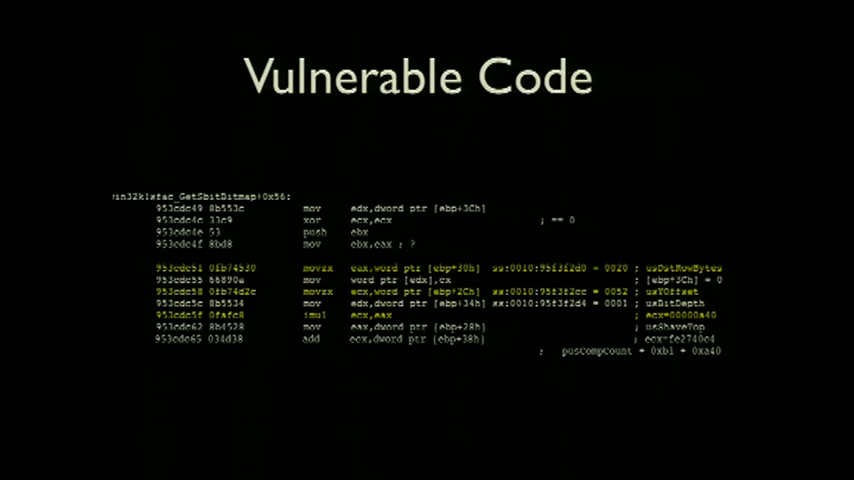 Vulnerable Code
win32k!sfac_GetSbitBitmap+0x56:
953cdc49 8b553c mov edx,dword ptr [ebp+3Ch]
953cdc4c 33c9 xor ecx,ecx ; == 0
953cdc4e 53 push ebx
953cdc4f 8bd8 mov ebx,eax ; ?
953cdc51 0fb74530 movzx eax,word ptr [ebp+30h] ss:0010:95f3f2d0 = 0020 ; usDstRowBytes
953cdc55 66890a mov word ptr [edx],cx ; [ebp+3Ch] = 0
953cdc58 0fb74d2c movzx ecx,word ptr [ebp+2Ch] ss:0010:95f3f2cc = 0052 ; usYOffset
953cdc5c 8b5534 mov edx,dword ptr [ebp+34h] ss:0010:95f3f2d4 = 0001 ; usBitDepth
953cdc5f 0fafc8 imul ecx,eax ; ecx=00000a40
953cdc62 8b4528 mov eax,dword ptr [ebp+28h] ; usShaveTop
953cdc65 034d38 add ecx,dword ptr [ebp+38h] ; ecx=fe2740c4
; pusCompCount + 0xb1 + 0xa40